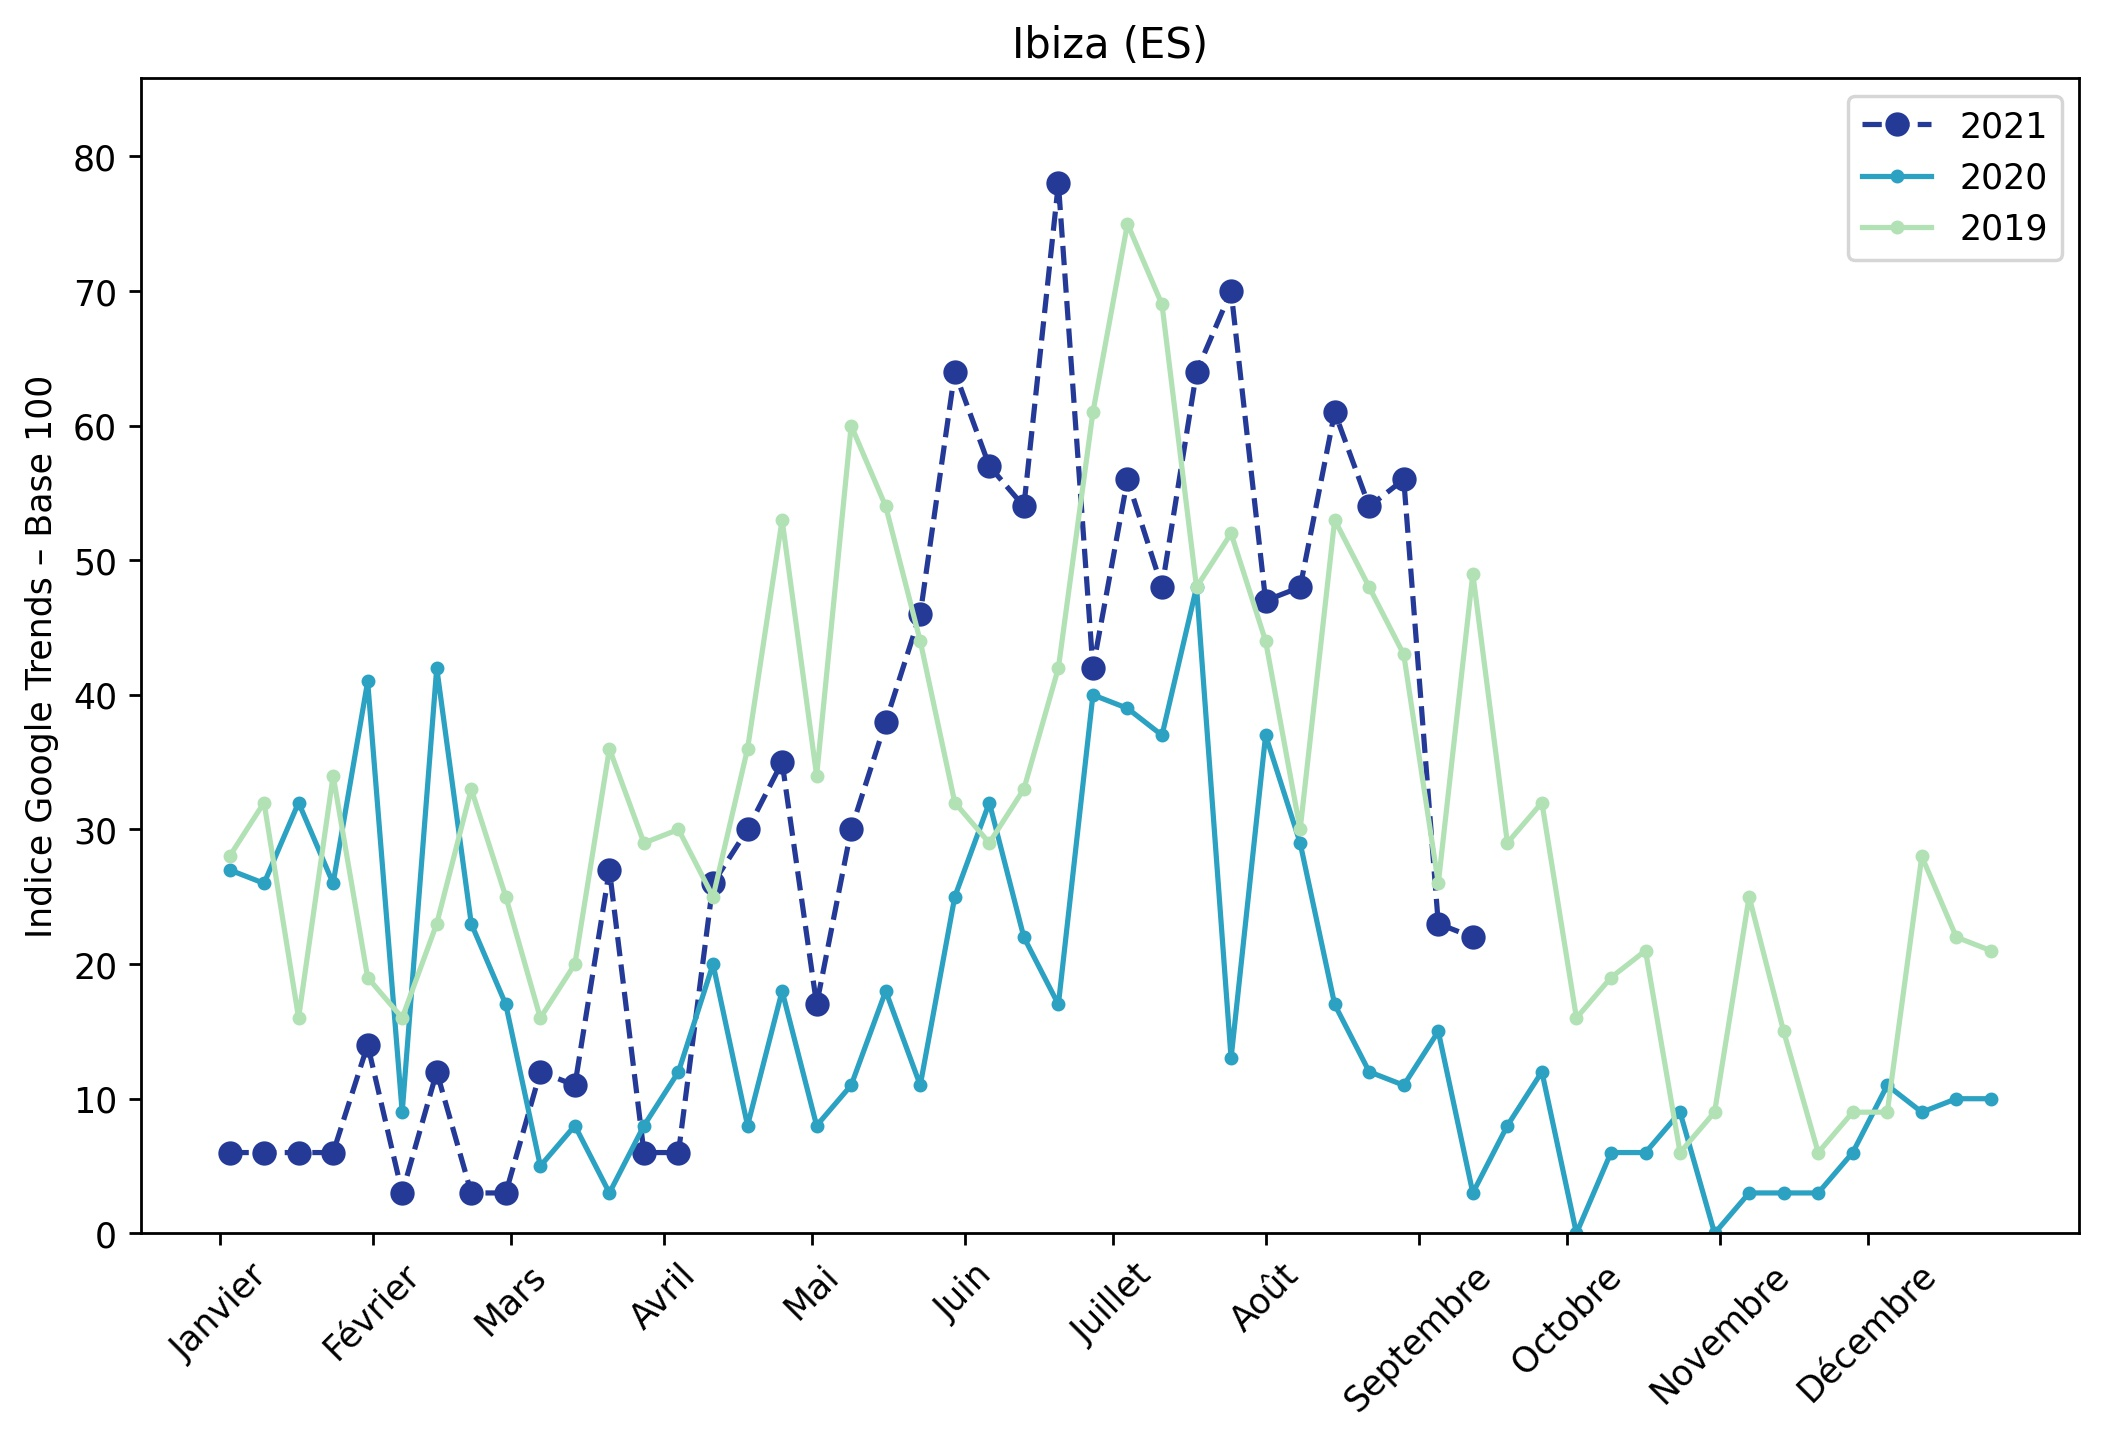 Ibiza (ES)
2021
2020
2019
Indice Google Trends – Base 100
80
70
60
50
40
30
20
10
0
Janvier
Février
Mars
Avril
Mai
Juin
Juillet
Août
Septembre
Octobre
Novembre
Décembre